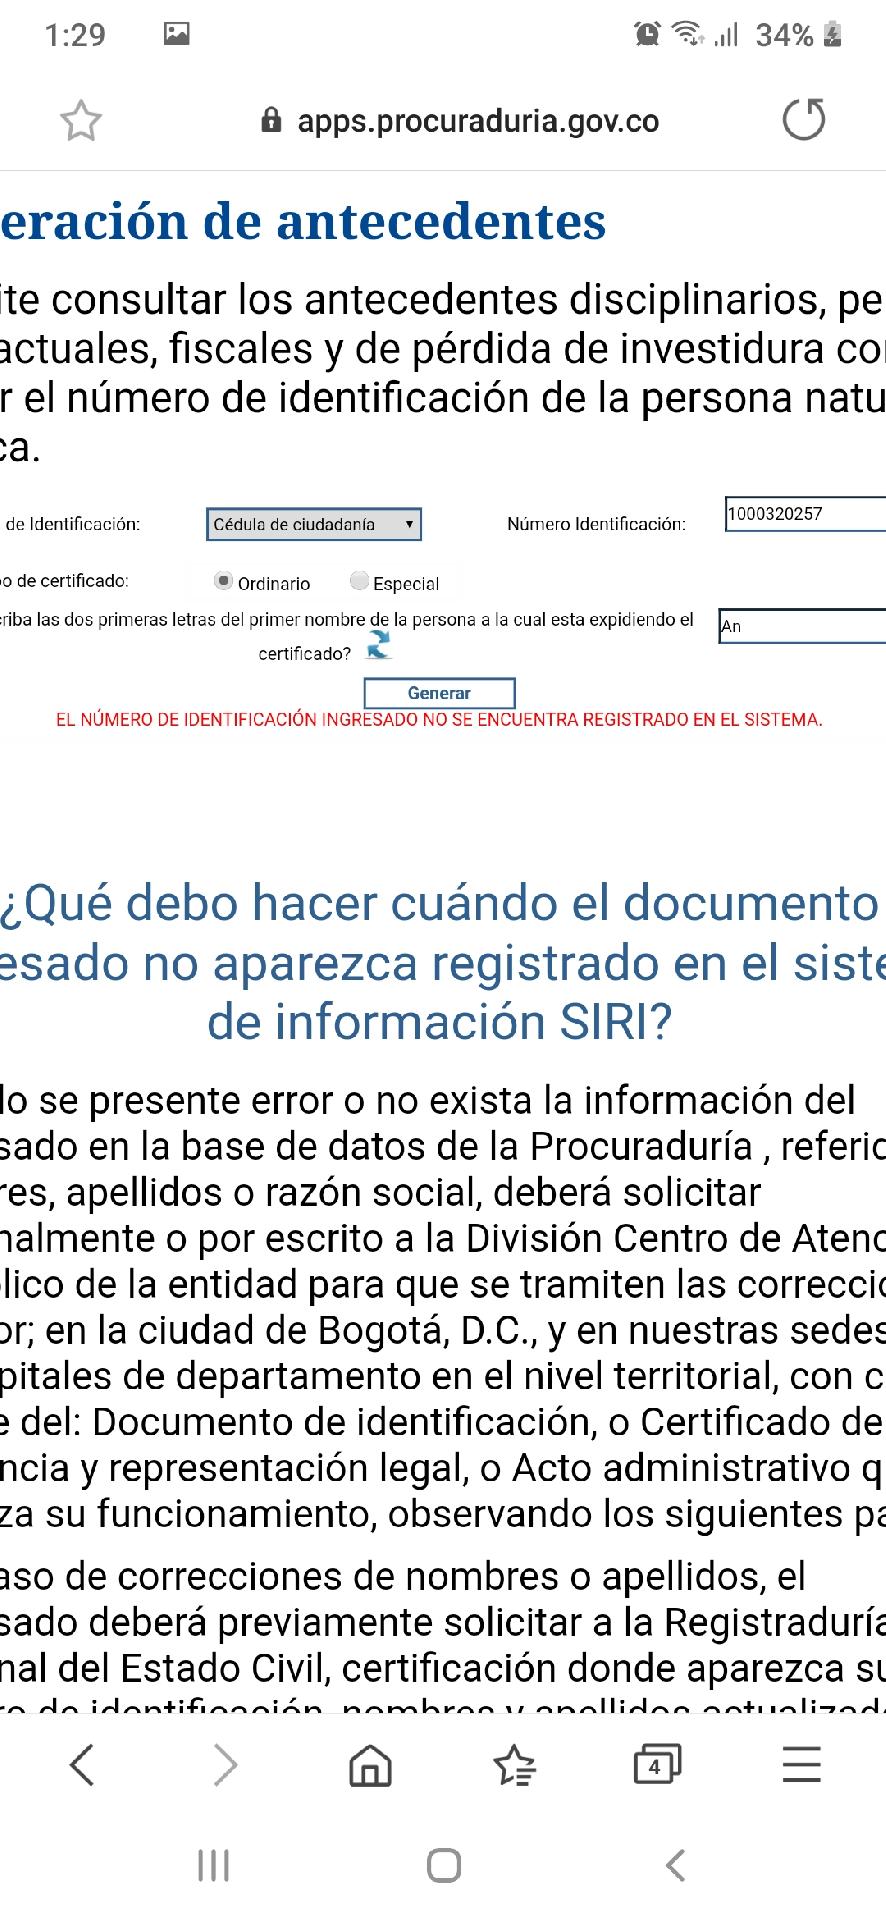 1:29
34%
apps.procuraduria.gov.co
eración de antecedentes
ite consultar los antecedentes disciplinarios, pe
actuales, fiscales y de pérdida de investidura co
r el número de identificación de la persona natu
ca.
de Identificación:
Cédula de ciudadanía
Número Identificación:
1000320257
o de certificado:
Ordinario
Especial
criba las dos primeras letras del primer nombre de la persona a la cual esta expidiendo el
certificado?
An
Generar
EL NÚMERO DE IDENTIFICACIÓN INGRESADO NO SE ENCUENTRA REGISTRADO EN EL SISTEMA.
¿Qué debo hacer cuándo el documento
esado no aparezca registrado en el siste
de información SIRI?
lo se presente error o no exista la información del
sado en la base de datos de la Procuraduría , referid
res, apellidos o razón social, deberá solicitar
nalmente o por escrito a la División Centro de Atenc
lico de la entidad para que se tramiten las correccio
or; en la ciudad de Bogotá, D.C., y en nuestras sedes
pitales de departamento en el nivel territorial, con c
e del: Documento de identificación, o Certificado de
ncia y representación legal, o Acto administrativo q
za su funcionamiento, observando los siguientes pa
aso de correcciones de nombres o apellidos, el
sado deberá previamente solicitar a la Registraduría
nal del Estado Civil, certificación donde aparezca su
ro de identificación, nombres y apellidos actualizad
4